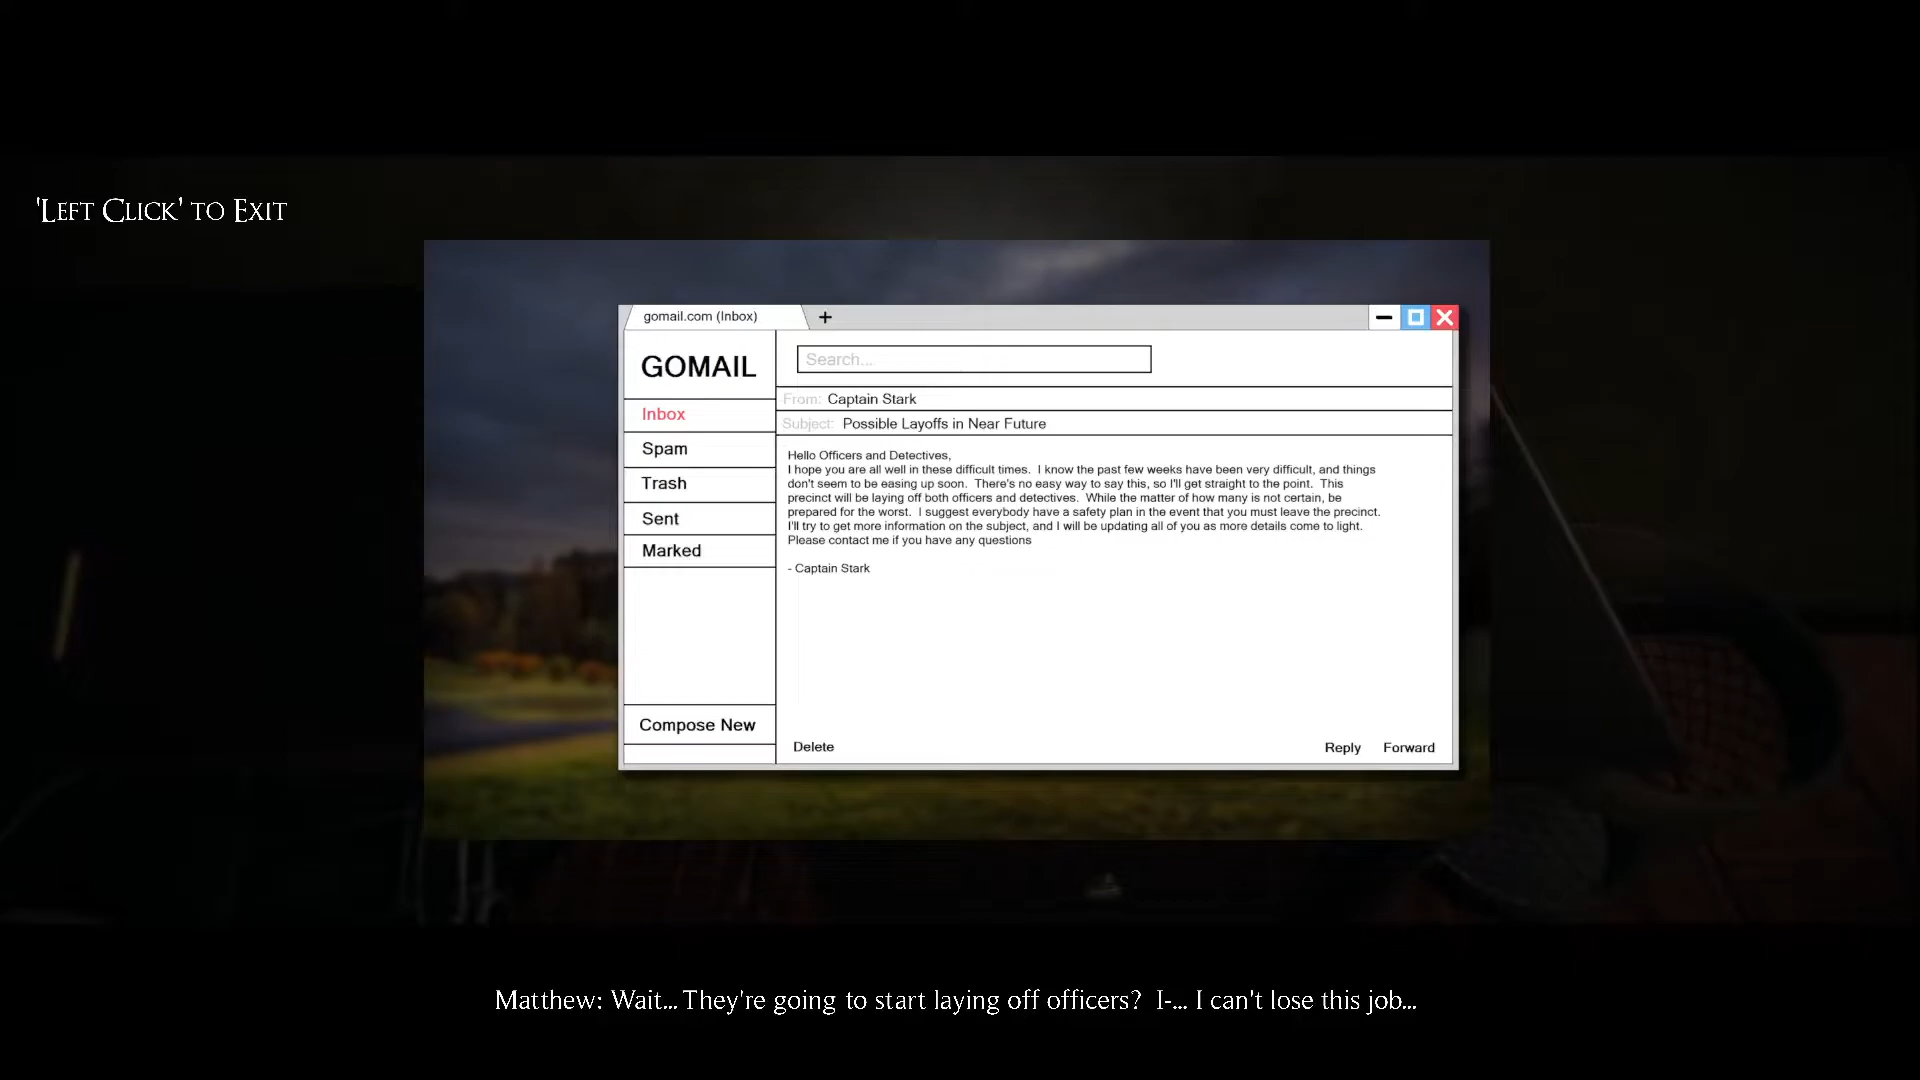 'Left Click' to Exit
gomail.com (Inbox)
+
GOMAIL
Search...
Inbox
Spam
Trash
Sent
Marked
Compose New
From: Captain Stark
Subject: Possible Layoffs in Near Future
Hello Officers and Detectives,
I hope you are all well in these difficult times.  I know the past few weeks have been very difficult, and things
don't seem to be easing up soon.  There's no easy way to say this, so I'll get straight to the point.  This
precinct will be laying off both officers and detectives.  While the matter of how many is not certain, be
prepared for the worst.  I suggest everybody have a safety plan in the event that you must leave the precinct.
I'll try to get more information on the subject, and I will be updating all of you as more details come to light.
Please contact me if you have any questions
- Captain Stark
Delete
Reply
Forward
Matthew: Wait... They're going to start laying off officers?  I-... I can't lose this job...